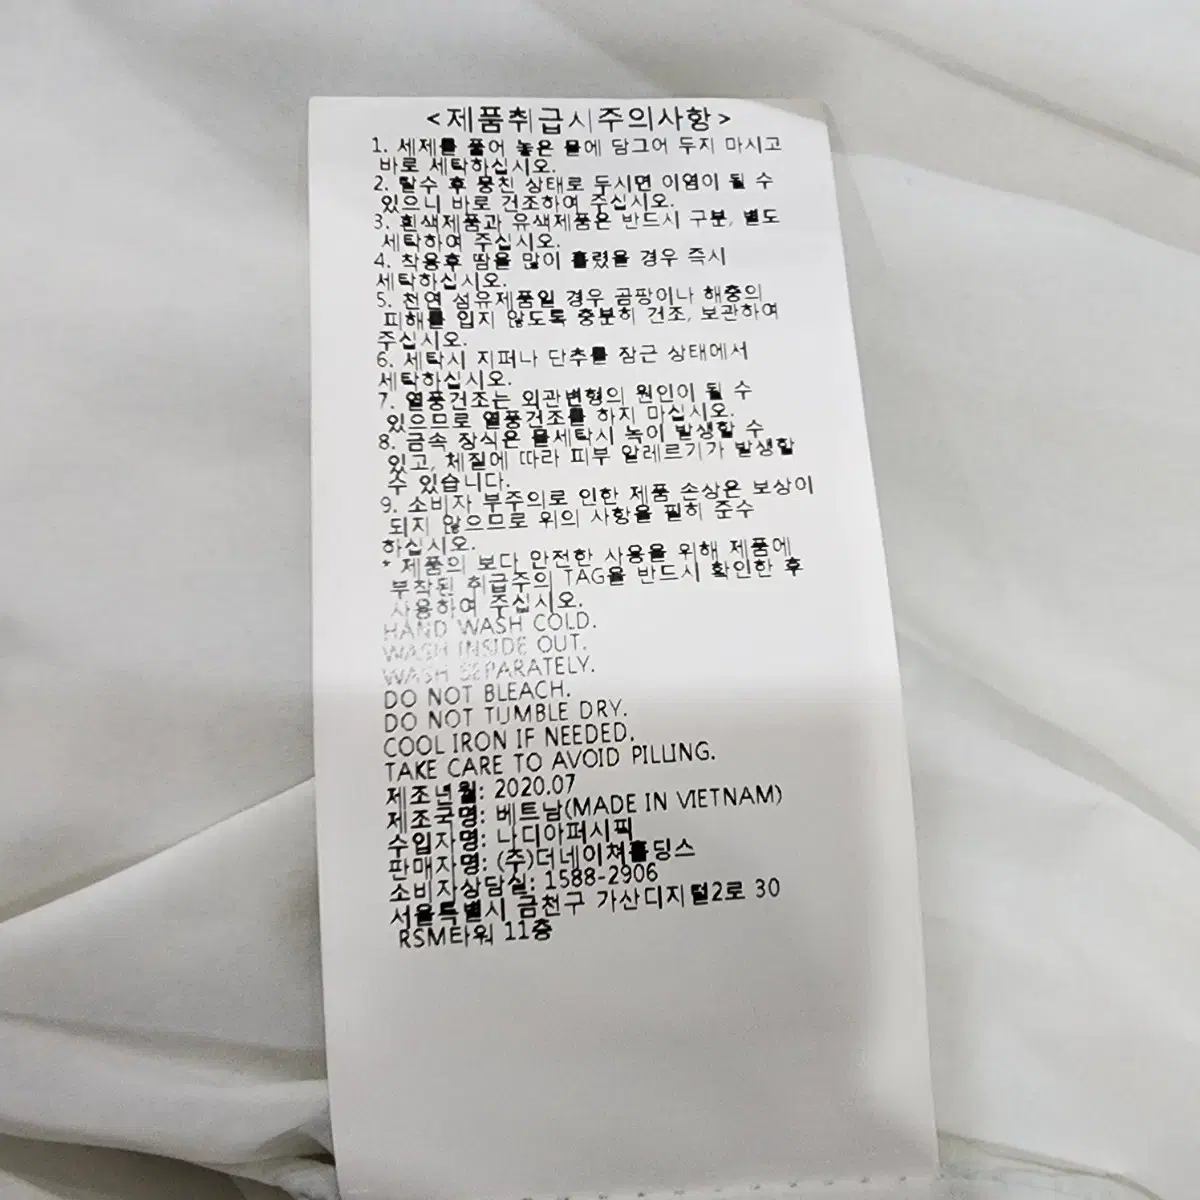 <제품취급시주의사항>
1. 세제를 풀어 놓은 물에 담그어 두지 마시고
바로 세탁하십시오.
2. 탈수 후 뭉친 상태로 두시면 이염이 될 수
있으니 바로 건조하여 주십시오.
3. 흰색제품과 유색제품은 반드시 구분, 별도
세탁하여 주십시오.
4. 착용후 땀을 많이 흘렸을 경우 즉시
세탁하십시오.
5. 천연 섬유제품일 경우 곰팡이나 해충의
피해를 입지 않도록 충분히 건조, 보관하여
주십시오.
6. 세탁시 지퍼나 단추를 잠근 상태에서
세탁하십시오.
7. 열풍건조는 외관변형의 원인이 될 수
있으므로 열풍건조를 하지 마십시오.
8. 금속 장식은 물세탁시 녹이 발생할 수
있고, 체질에 따라 피부 알레르기가 발생할
수 있습니다.
9. 소비자 부주의로 인한 제품 손상은 보상이
되지 않으므로 위의 사항을 필히 준수
하십시오.
* 제품의 보다 안전한 사용을 위해 제품에
부착된 취급주의 TAG을 반드시 확인한 후
사용하여 주십시오.
HAND WASH COLD.
WASH INSIDE OUT.
WASH SEPARATELY.
DO NOT BLEACH.
DO NOT TUMBLE DRY.
COOL IRON IF NEEDED.
TAKE CARE TO AVOID PILLING.
제조년월: 2020.07
제조국명: 베트남(MADE IN VIETNAM)
수입자명: 나디아퍼시픽
판매자명: (주)더네이쳐홀딩스
소비자상담실: 1588-2906
서울특별시 금천구 가산디지털2로 30
RSM타워 11층